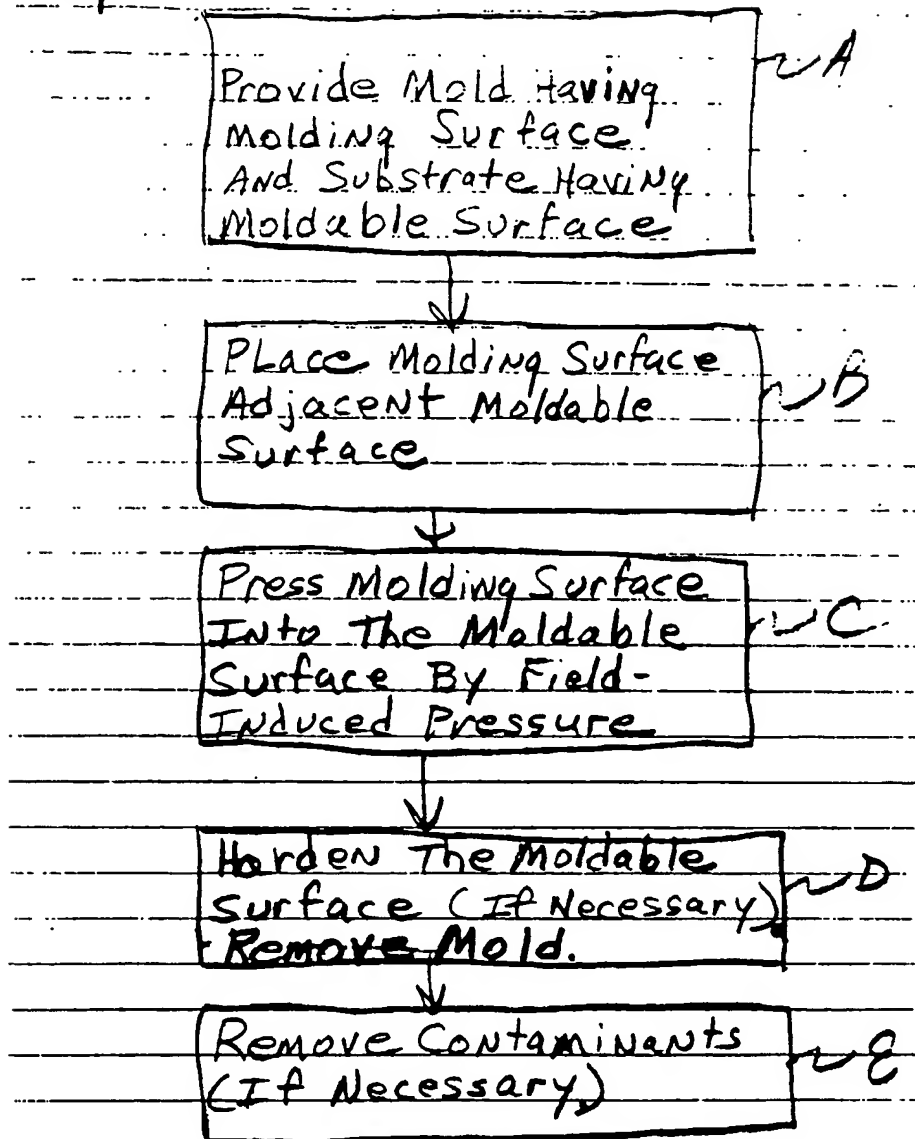 Provide Mold Having
Molding Surface
And Substrate Having
Moldable Surface
A
Place Molding Surface
Adjacent Moldable
Surface
B
Press Molding Surface
Into The Moldable
Surface By Field-
Induced Pressure
C
Harden The Moldable
Surface (If Necessary).
Remove Mold.
D
Remove Contaminants
(If Necessary)
E